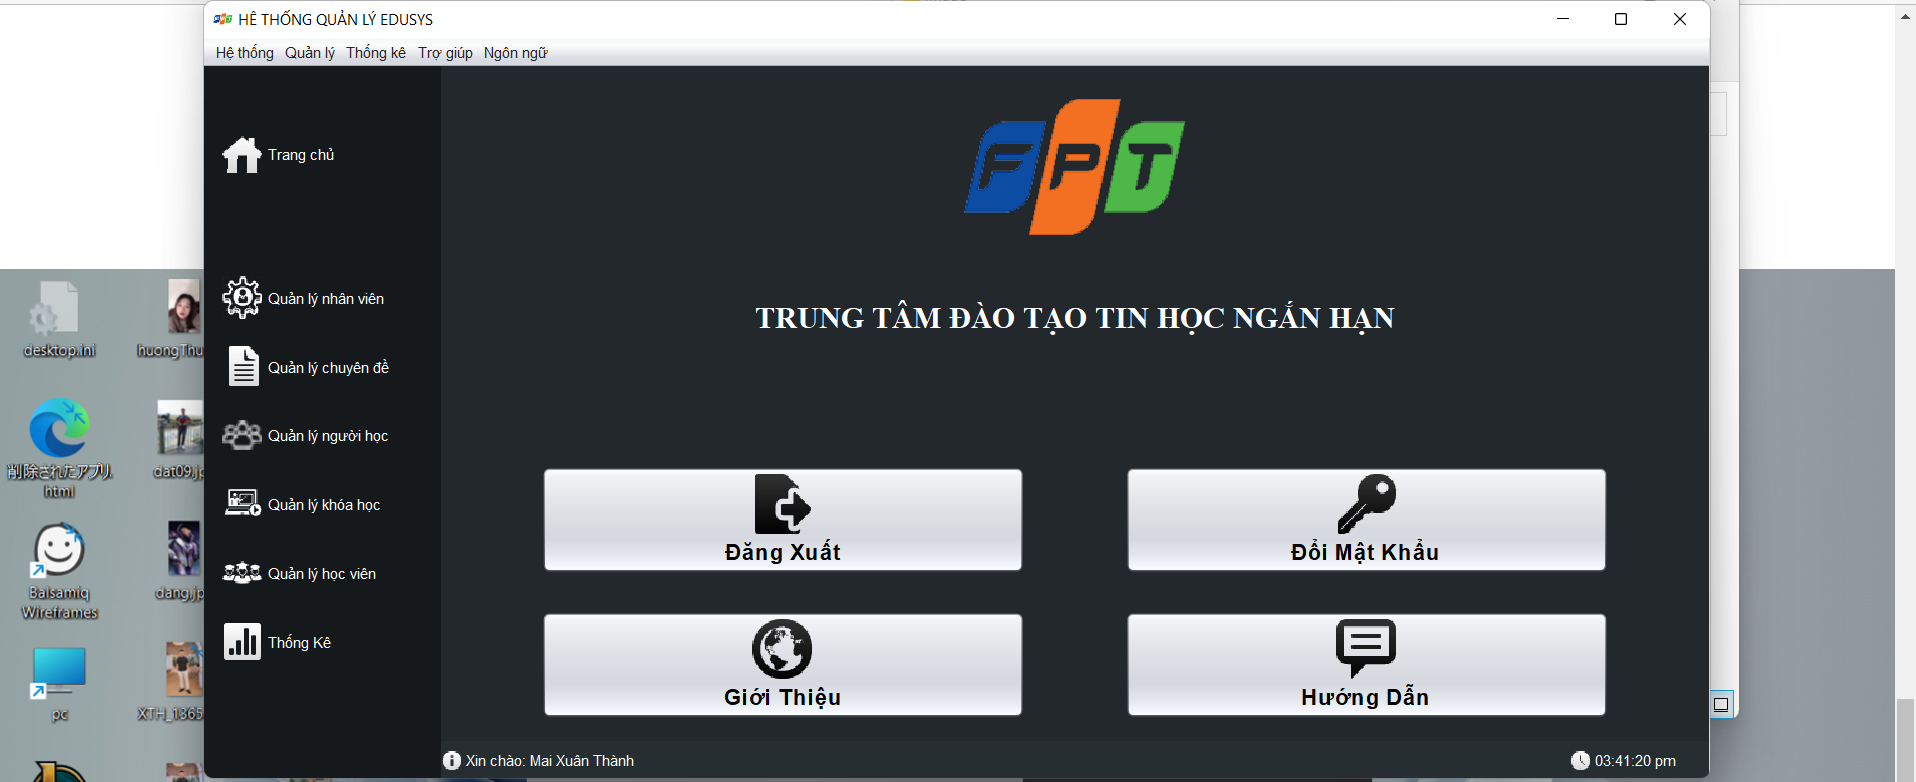 HÊ THỐNG QUẢN LÝ EDUSYS
Hệ thống Quản lý Thống kê Trợ giúp Ngôn ngữ
Trang chủ
Quản lý nhân viên
Quản lý chuyên đề
Quản lý người học
Quản lý khóa học
Quản lý học viên
Thống Kê
FPT
TRUNG TÂM ĐÀO TẠO TIN HỌC NGẮN HẠN
Đăng Xuất
Đổi Mật Khẩu
Giới Thiệu
Hướng Dẫn
Xin chào: Mai Xuân Thành
03:41:20 pm
desktop.ini
huongThu
削除されたアプリ.
html
dat09.jp
Balsamiq
Wireframes
dang.jp
pc
XTH_1365